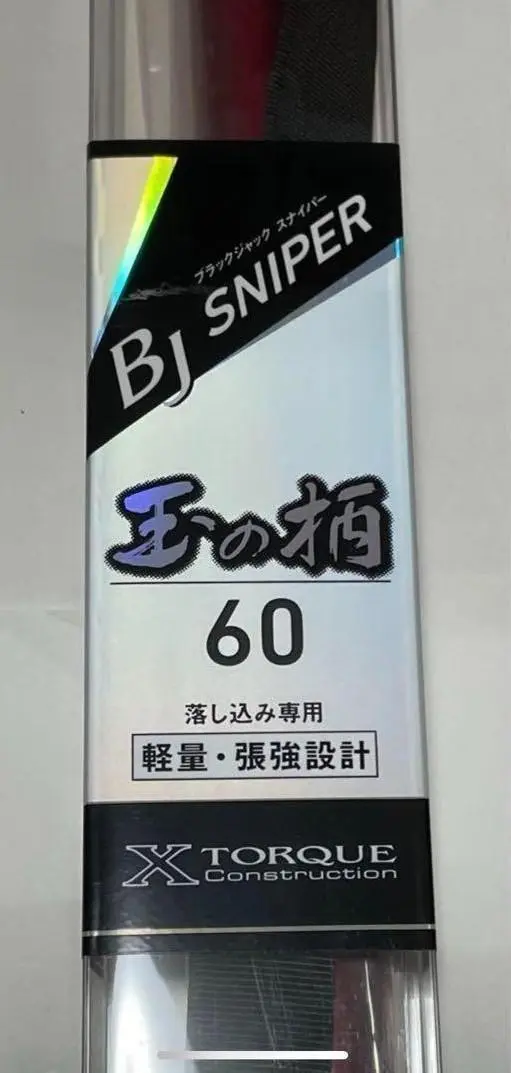 ブラックジャック スナイパー
BJ SNIPER
玉の柄
60
落し込み専用
軽量・張強設計
X TORQUE
Construction